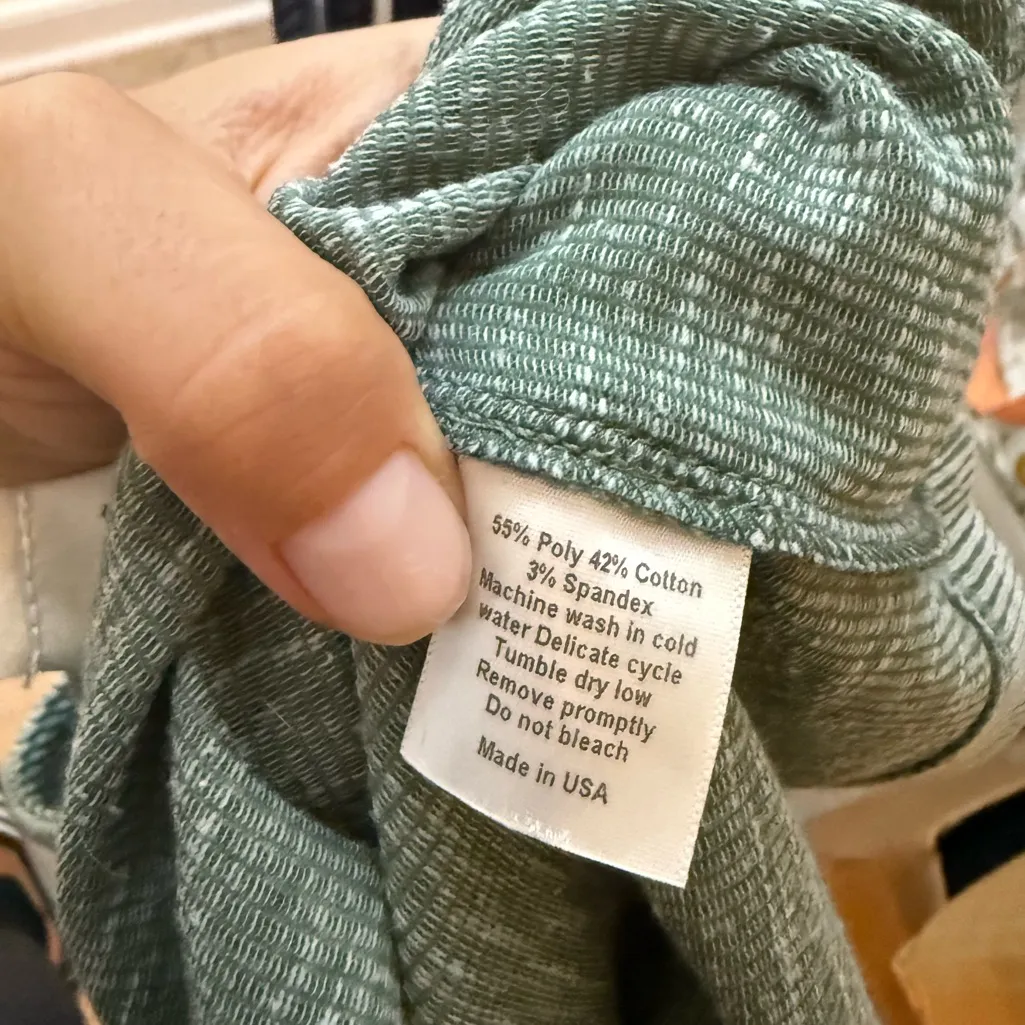 55% Poly 42% Cotton
3% Spandex
Machine wash in cold
water Delicate cycle
Tumble dry low
Remove promptly
Do not bleach
Made in USA